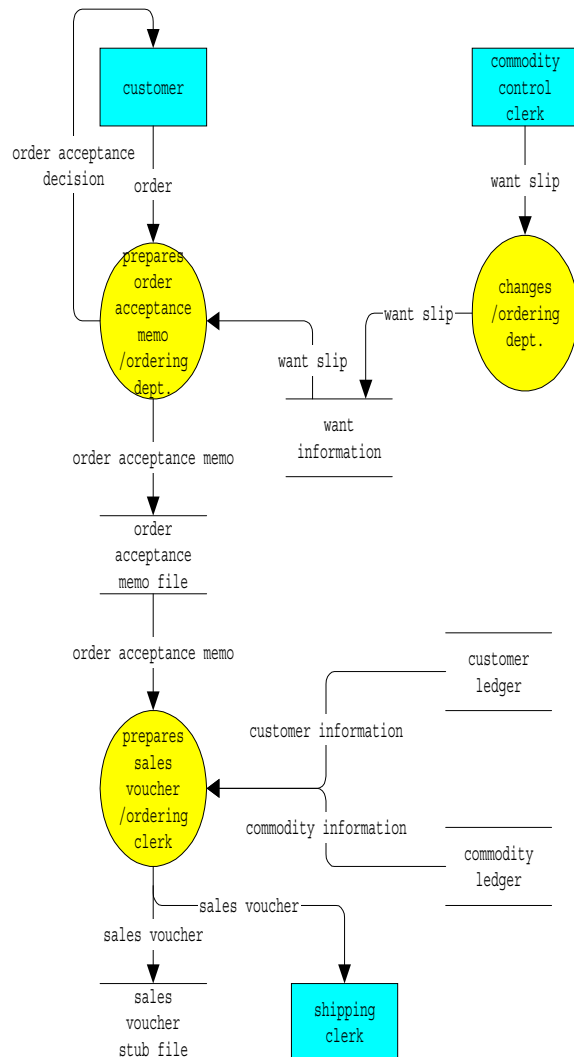 customer
commodity
control
clerk
order acceptance
decision
order
want slip
prepares
order
acceptance
memo
/ordering
dept.
changes
/ordering
dept.
want slip
want slip
want
information
order acceptance memo
order
acceptance
memo file
order acceptance memo
customer
ledger
prepares
sales
voucher
/ordering
clerk
customer information
commodity information
commodity
ledger
sales voucher
sales voucher
sales
voucher
stub file
shipping
clerk